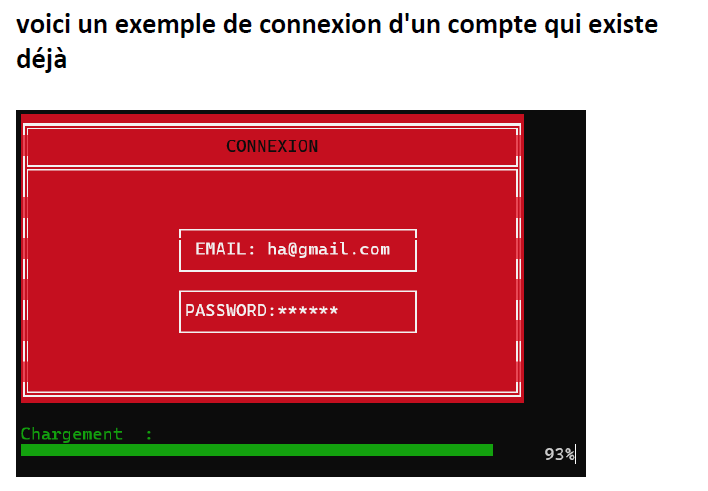 voici un exemple de connexion d'un compte qui existe
déjà
CONNEXION
EMAIL: ha@gmail.com
PASSWORD:******
Chargement :
93%